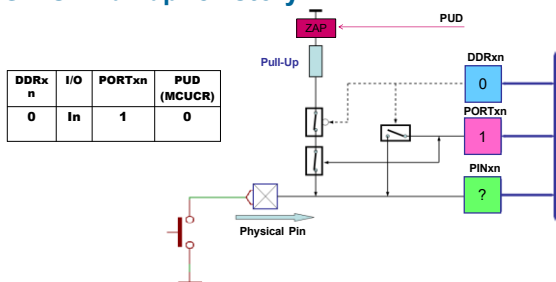 PUD
ZAP
Pull-Up
DDRxn
0
PORTxn
1
PINxn
?
Physical Pin
DDRx I/O PORTxn PUD
n (MCUCR)
0 In 1 0